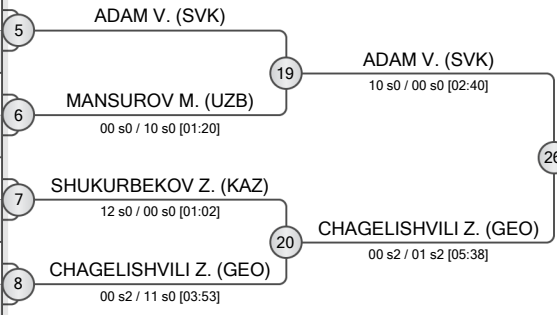 ADAM V. (SVK)
5
19
ADAM V. (SVK)
10 s0 / 00 s0 [02:40]
MANSUROV M. (UZB)
6
00 s0 / 10 s0 [01:20]
26
SHUKURBEKOV Z. (KAZ)
7
12 s0 / 00 s0 [01:02]
CHAGELISHVILI Z. (GEO)
20
00 s2 / 01 s2 [05:38]
CHAGELISHVILI Z. (GEO)
8
00 s2 / 11 s0 [03:53]